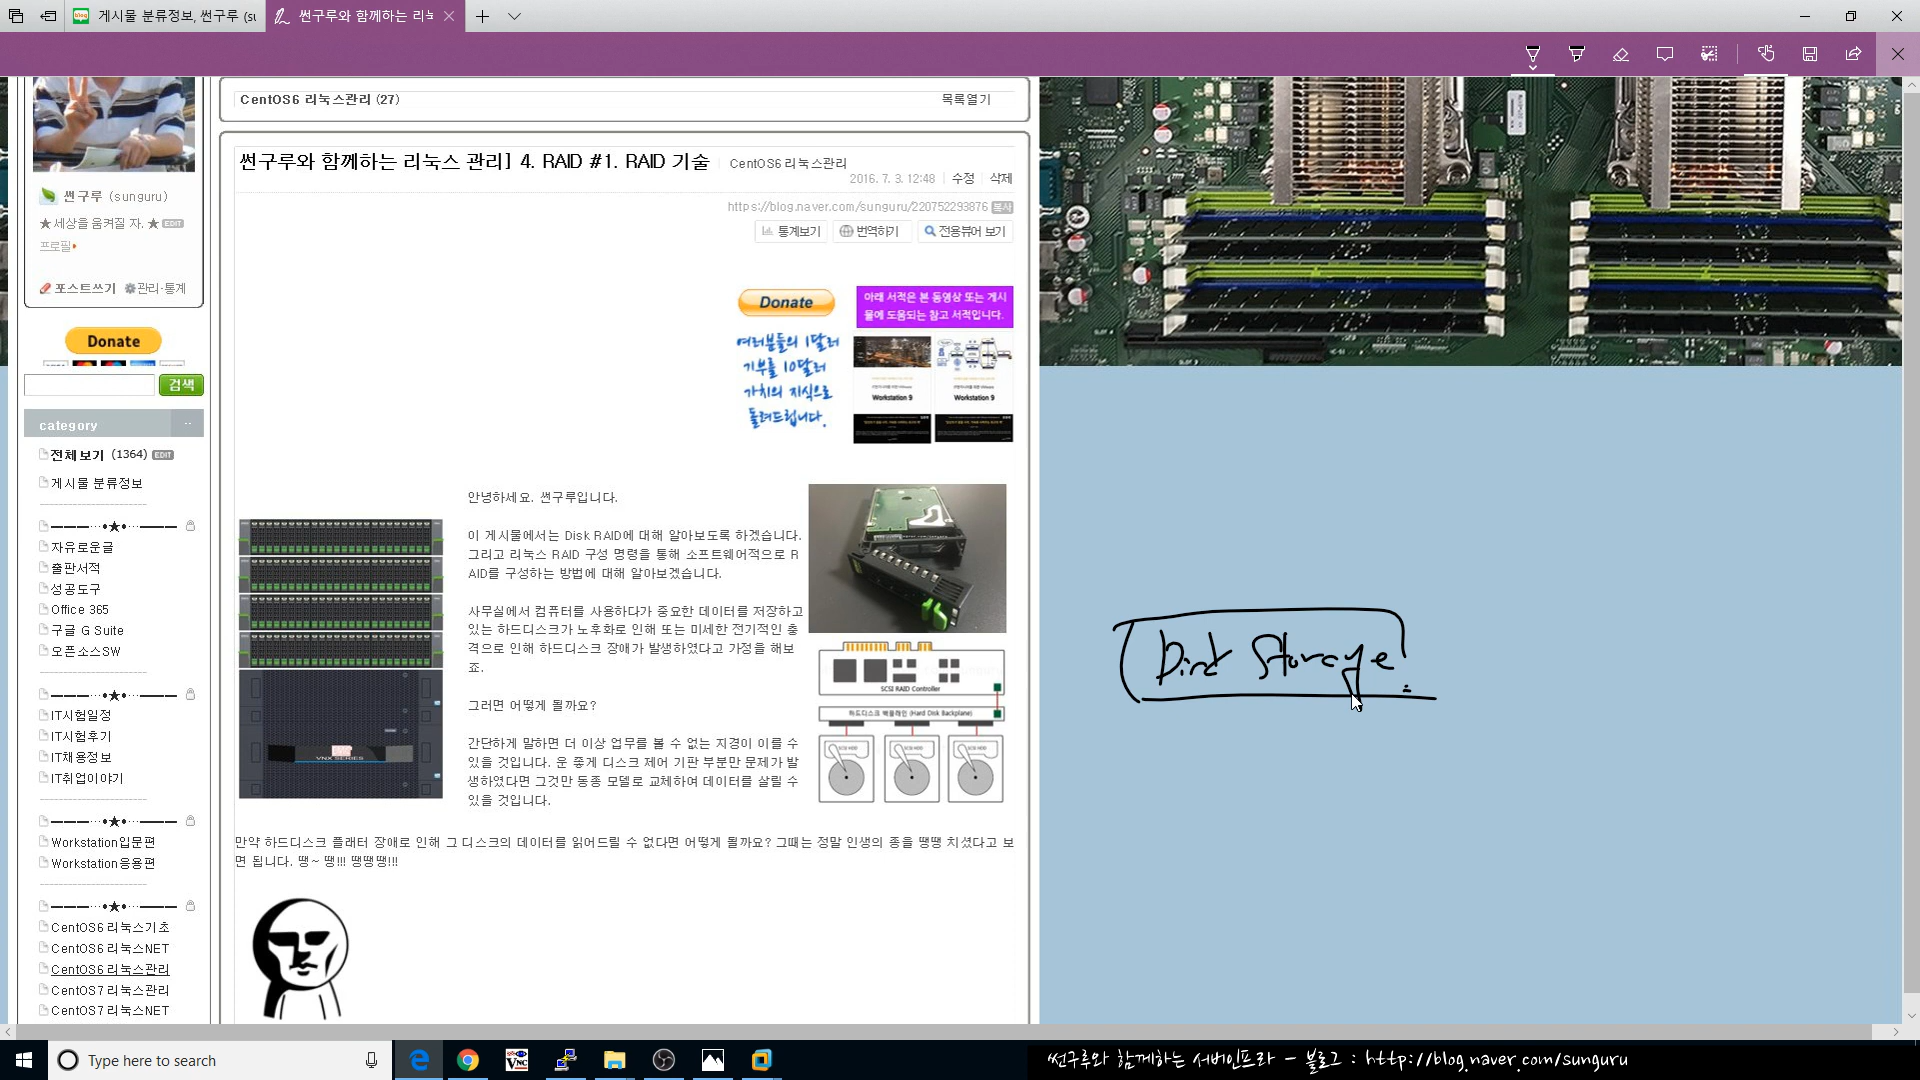 게시물 분류정보, 썬구루 (su
썬구루와 함께하는 리눅
CentOS6 리눅스관리 (27)
목록열기
썬구루와 함께하는 리눅스 관리] 4. RAID #1. RAID 기술
CentOS6 리눅스관리
2016. 7. 3. 12:48
수정
삭제
https://blog.naver.com/sunguru/220752293876 복사
통계보기
번역하기
전용뷰어 보기
썬구루 (sunguru)
★세상을 움켜질 자. ★ EDIT
프로필
포스트쓰기
관리·통계
Donate
검색
category
전체보기 (1364) EDIT
게시물 분류정보
자유로운글
출판서적
성공도구
Office 365
구글 G Suite
오픈소스SW
IT시험일정
IT시험후기
IT채용정보
IT취업이야기
Workstation입문편
Workstation응용편
CentOS6 리눅스기초
CentOS6 리눅스NET
CentOS6 리눅스관리
CentOS7 리눅스관리
CentOS7 리눅스NET
Donate
여러분들의 1달러
기부를 10달러
가치의 지식으로
돌려드립니다.
아래 서적은 본 동영상 또는 게시
물에 도움되는 참고 서적입니다.
Workstation 9
Workstation 9
안녕하세요. 썬구루입니다.
이 게시물에서는 Disk RAID에 대해 알아보도록 하겠습니다.
그리고 리눅스 RAID 구성 명령을 통해 소프트웨어적으로 R
AID를 구성하는 방법에 대해 알아보겠습니다.
사무실에서 컴퓨터를 사용하다가 중요한 데이터를 저장하고
있는 하드디스크가 노후화로 인해 또는 미세한 전기적인 충
격으로 인해 하드디스크 장애가 발생하였다고 가정을 해보
죠.
그러면 어떻게 될까요?
간단하게 말하면 더 이상 업무를 볼 수 없는 지경이 이를 수
있을 것입니다. 운 좋게 디스크 제어 기판 부분만 문제가 발
생하였다면 그것만 동종 모델로 교체하여 데이터를 살릴 수
있을 것입니다.
VNX SERIES
SCSI RAID Controller
하드디스크 백플레인 (Hard Disk Backplane)
SCSI HDD
SCSI HDD
SCSI HDD
만약 하드디스크 플래터 장애로 인해 그 디스크의 데이터를 읽어드릴 수 없다면 어떻게 될까요? 그때는 정말 인생의 종을 땡땡 치셨다고 보
면 됩니다. 땡~ 땡!!! 땡땡땡!!!
Disk Storage
Type here to search
썬구루와 함께하는 서버인프라 - 블로그 : http://blog.naver.com/sunguru